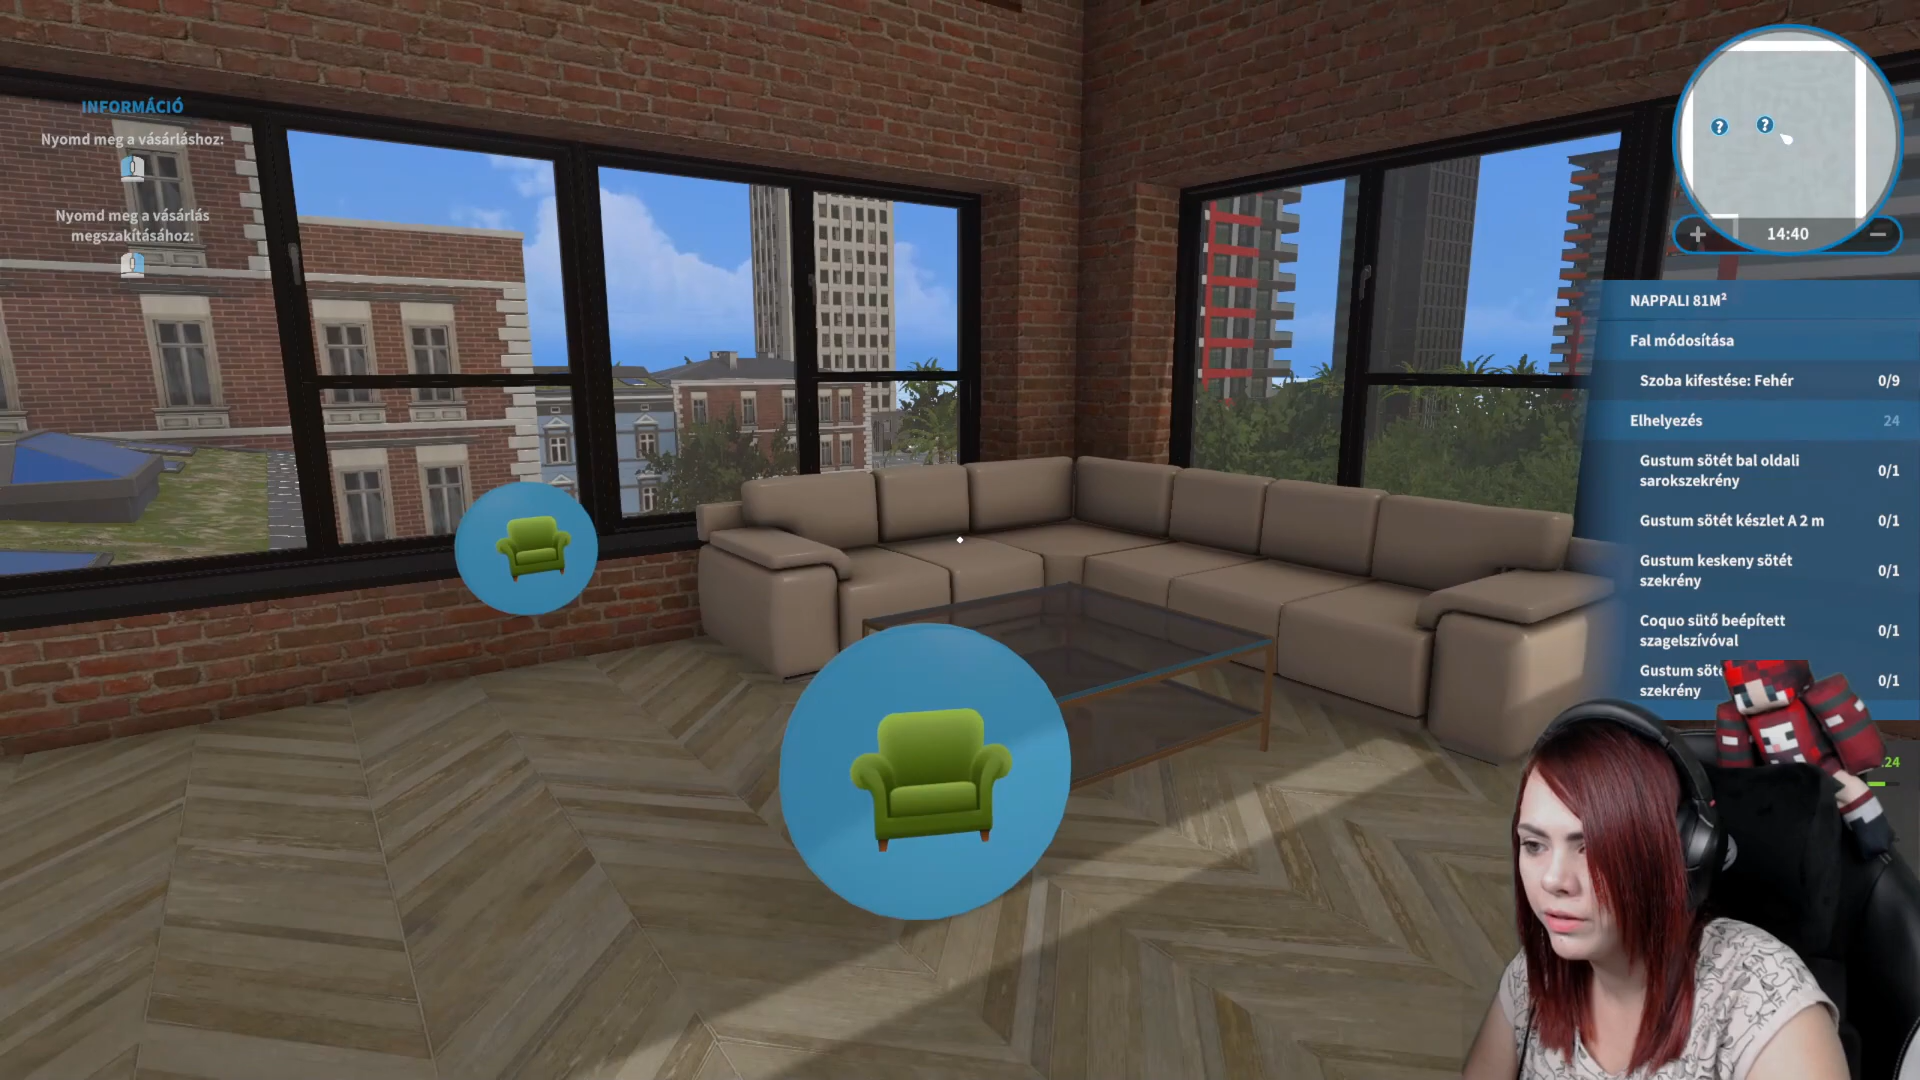 INFORMÁCIÓ
Nyomd meg a vásárláshoz:
Nyomd meg a vásárlás
megszakításához:
?
?
14:40
NAPPALI 81M²
Fal módosítása
Szoba kifestése: Fehér 0/9
Elhelyezés 24
Gustum sötét bal oldali
sarokszekrény 0/1
Gustum sötét készlet A 2 m 0/1
Gustum keskeny sötét
szekrény 0/1
Coquo sütő beépített
szagelszívóval 0/1
Gustum
szekrény 0/1